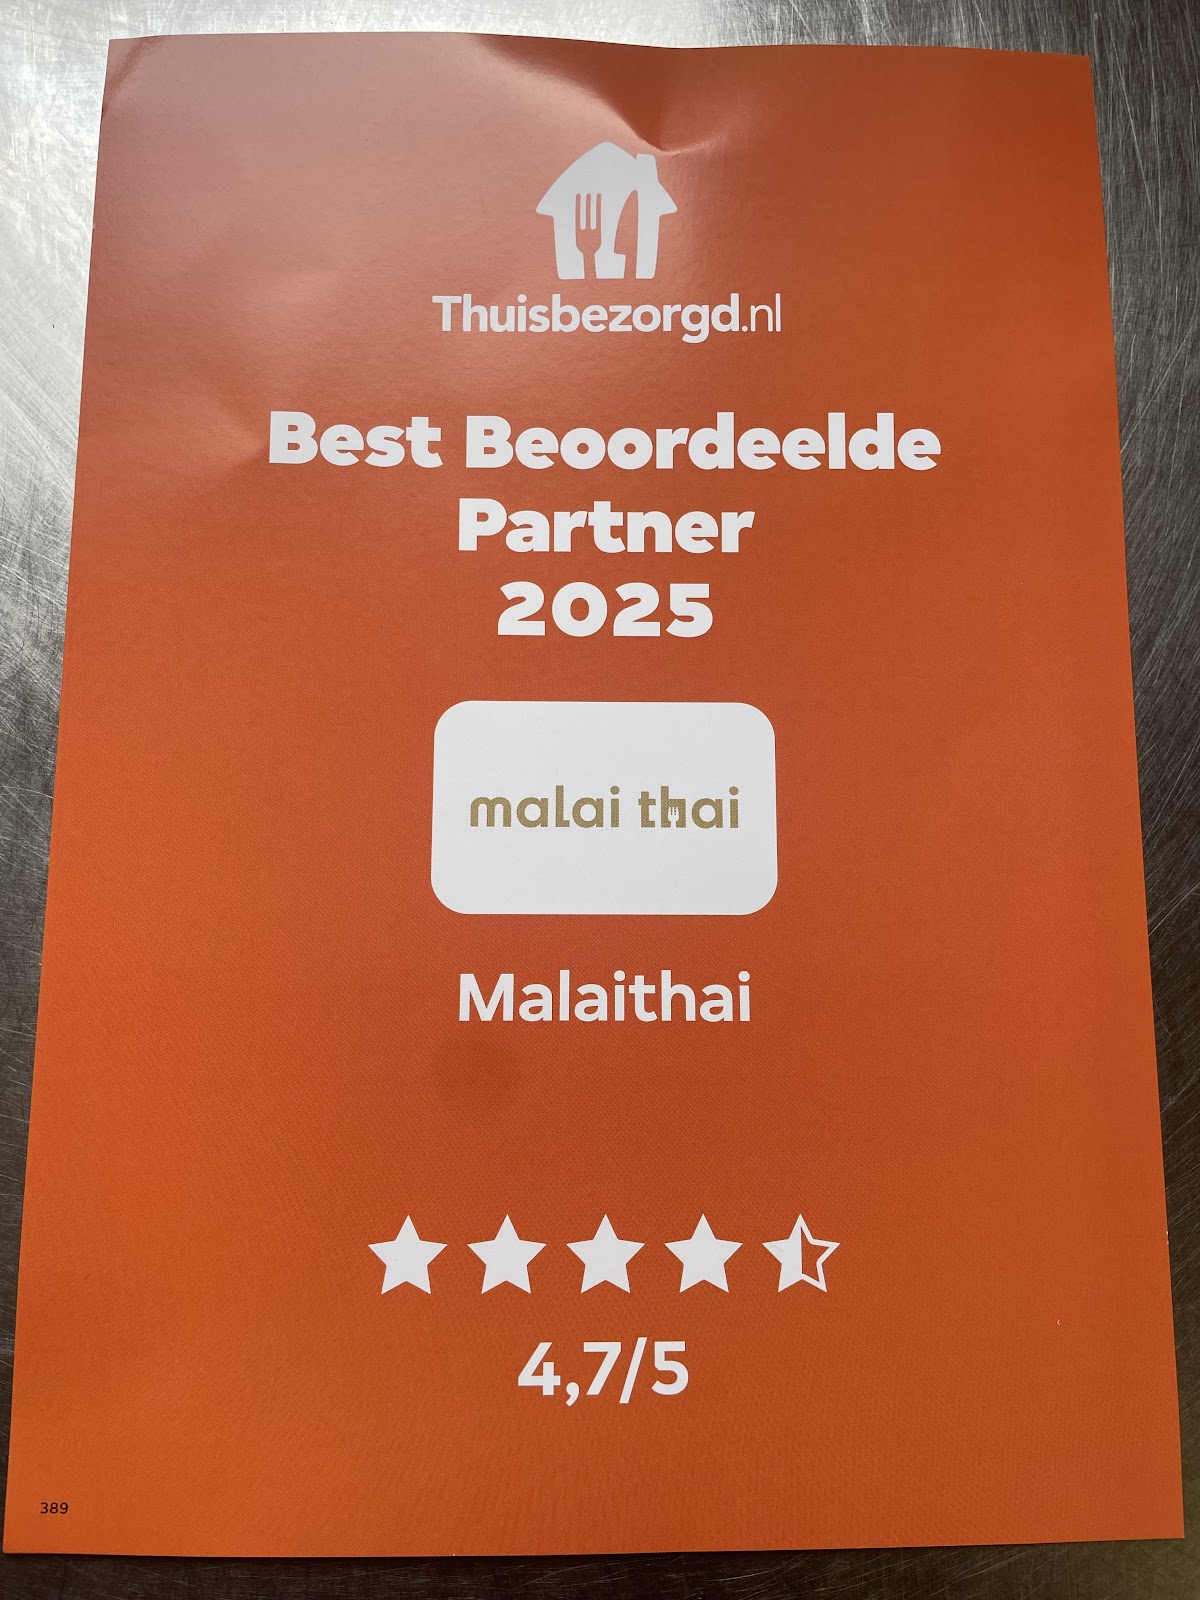 Thuisbezorgd.nl
Best Beoordeelde
Partner
2025
malai thai
Malaithai
4,7/5
389